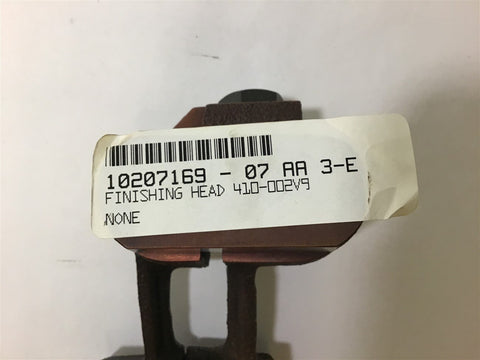 10207169 - 07 AA 3-E
FINISHING HEAD 410-002V9
NONE